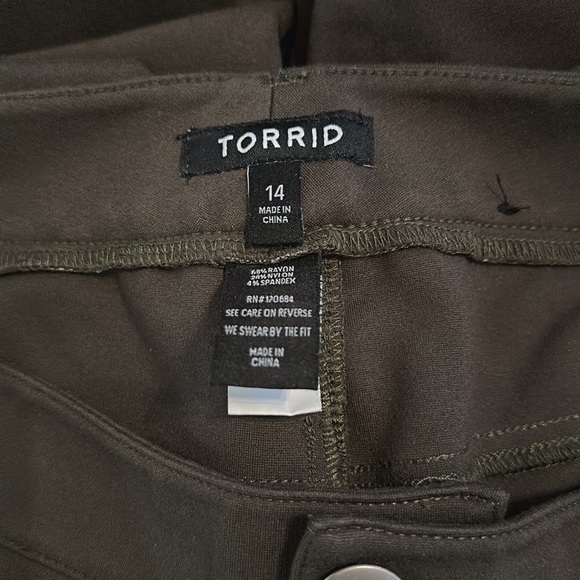 TORRID
14
MADE IN
CHINA
68% RAYON
28% NYLON
4% SPANDEX
RN# 120684
SEE CARE ON REVERSE
WE SWEAR BY THE FIT
MADE IN
CHINA